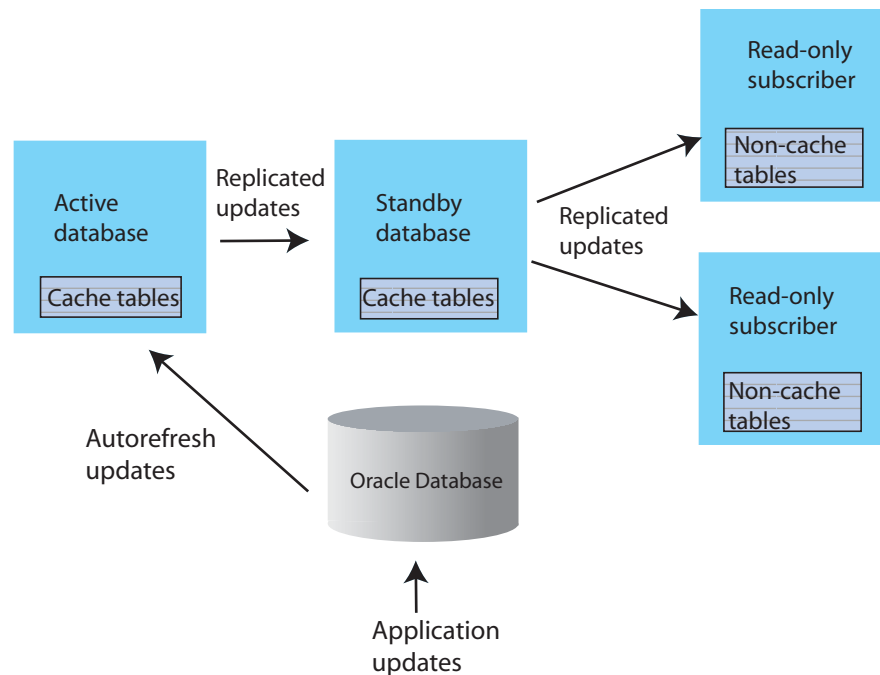 Read-only
subscriber
Non-cache
tables
Active
database
Cache tables
Replicated
updates
Standby
database
Cache tables
Replicated
updates
Read-only
subscriber
Non-cache
tables
Autorefresh
updates
Oracle Database
Application
updates